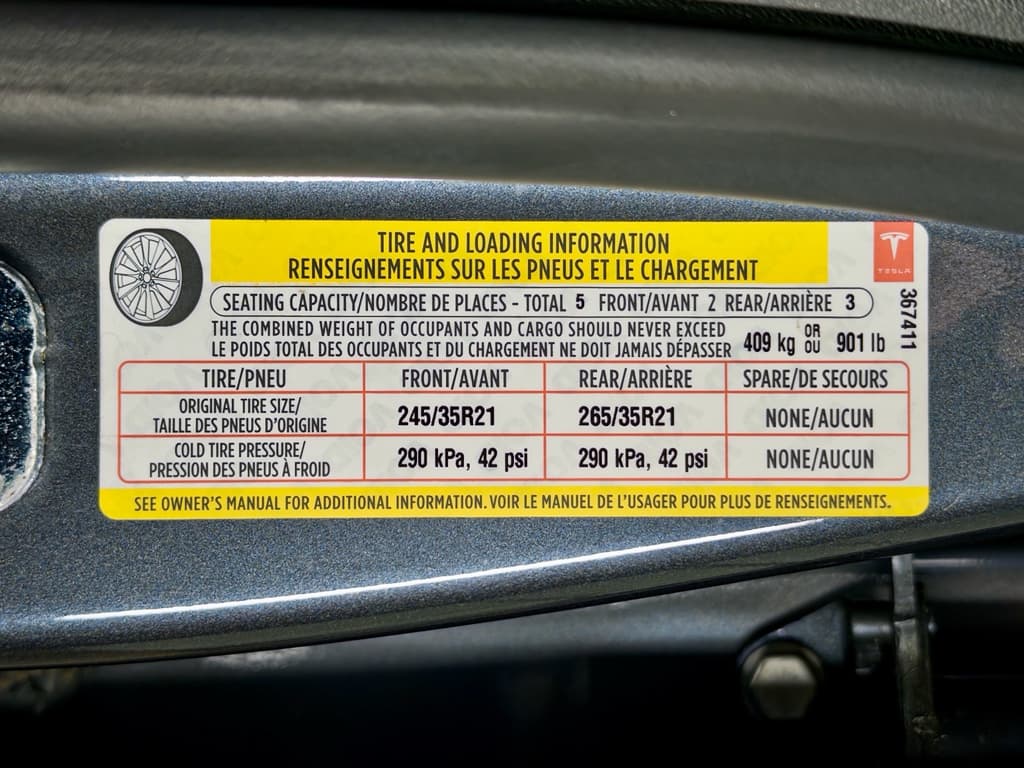 TIRE AND LOADING INFORMATION
RENSEIGNEMENTS SUR LES PNEUS ET LE CHARGEMENT
TESLA
SEATING CAPACITY/NOMBRE DE PLACES - TOTAL 5 FRONT/AVANT 2 REAR/ARRIÈRE 3
367411
THE COMBINED WEIGHT OF OCCUPANTS AND CARGO SHOULD NEVER EXCEED
LE POIDS TOTAL DES OCCUPANTS ET DU CHARGEMENT NE DOIT JAMAIS DÉPASSER
409 kg OR OU 901 lb
TIRE/PNEU FRONT/AVANT REAR/ARRIÈRE SPARE/DE SECOURS
ORIGINAL TIRE SIZE/
TAILLE DES PNEUS D'ORIGINE
245/35R21 265/35R21 NONE/AUCUN
COLD TIRE PRESSURE/
PRESSION DES PNEUS À FROID
290 kPa, 42 psi 290 kPa, 42 psi NONE/AUCUN
SEE OWNER'S MANUAL FOR ADDITIONAL INFORMATION. VOIR LE MANUEL DE L'USAGER POUR PLUS DE RENSEIGNEMENTS.